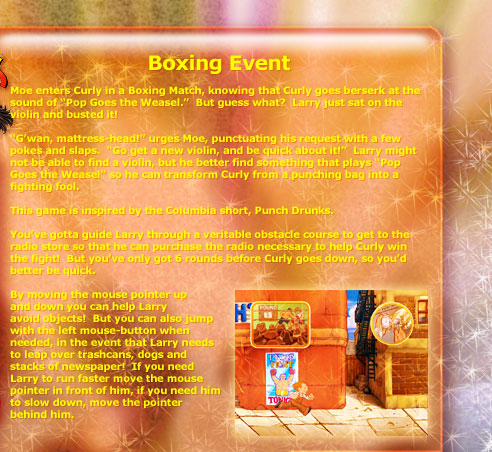 Boxing Event
Moe enters Curly in a Boxing Match, knowing that Curly goes berserk at the
sound of "Pop Goes the Weasel."  But guess what?  Larry just sat on the
violin and busted it!
"G'wan, mattress-head!" urges Moe, punctuating his request with a few
pokes and slaps.  "Go get a new violin, and be quick about it!"  Larry might
not be able to find a violin, but he better find something that plays "Pop
Goes the Weasel" so he can transform Curly from a punching bag into a
fighting fool.
This game is inspired by the Columbia short, Punch Drunks.
You've gotta guide Larry through a veritable obstacle course to get to the
radio store so that he can purchase the radio necessary to help Curly win
the fight!  But you've only got 6 rounds before Curly goes down, so you'd
better be quick.
By moving the mouse pointer up
and down you can help Larry
avoid objects!  But you can also jump
with the left mouse-button when
needed, in the event that Larry needs
to leap over trashcans, dogs and
stacks of newspaper!  If you need
Larry to run faster move the mouse
pointer in front of him, if you need him
to slow down, move the pointer
behind him.
ROUND
FIGHT